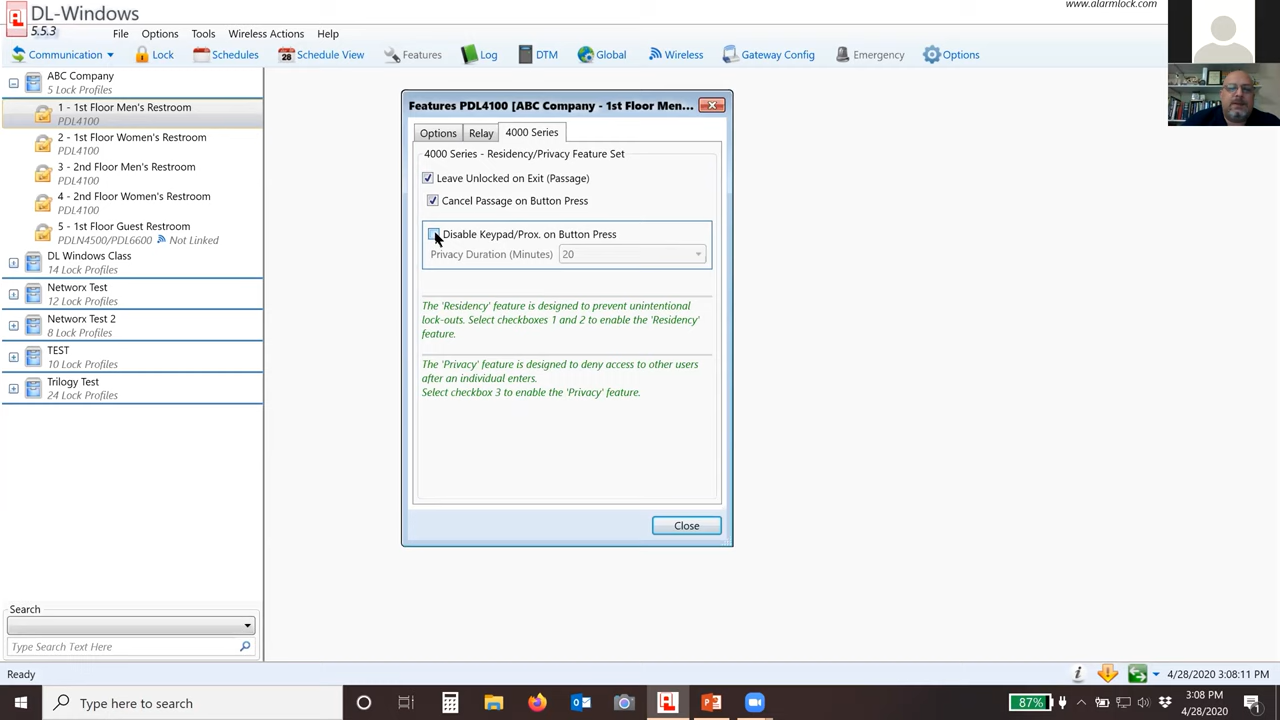 DL-Windows
www.alarmlock.com
5.5.3
File Options Tools Wireless Actions Help
Communication Lock Schedules 28 Schedule View Features Log DTM Global Wireless Gateway Config Emergency Options
ABC Company
5 Lock Profiles
1 - 1st Floor Men's Restroom
PDL4100
2 - 1st Floor Women's Restroom
PDL4100
3 - 2nd Floor Men's Restroom
PDL4100
4 - 2nd Floor Women's Restroom
PDL4100
5 - 1st Floor Guest Restroom
PDLN4500/PDL6600 Not Linked
DL Windows Class
14 Lock Profiles
Networx Test
12 Lock Profiles
Networx Test 2
8 Lock Profiles
TEST
10 Lock Profiles
Trilogy Test
24 Lock Profiles
Features PDL4100 [ABC Company - 1st Floor Men...
Options Relay 4000 Series
4000 Series - Residency/Privacy Feature Set
Leave Unlocked on Exit (Passage)
Cancel Passage on Button Press
Disable Keypad/Prox. on Button Press
Privacy Duration (Minutes) 20
The 'Residency' feature is designed to prevent unintentional
lock-outs. Select checkboxes 1 and 2 to enable the 'Residency'
feature.
The 'Privacy' feature is designed to deny access to other users
after an individual enters.
Select checkbox 3 to enable the 'Privacy' feature.
Close
Search
Type Search Text Here
Ready
4/28/2020 3:08:11 PM
Type here to search
87%
3:08 PM
4/28/2020
1